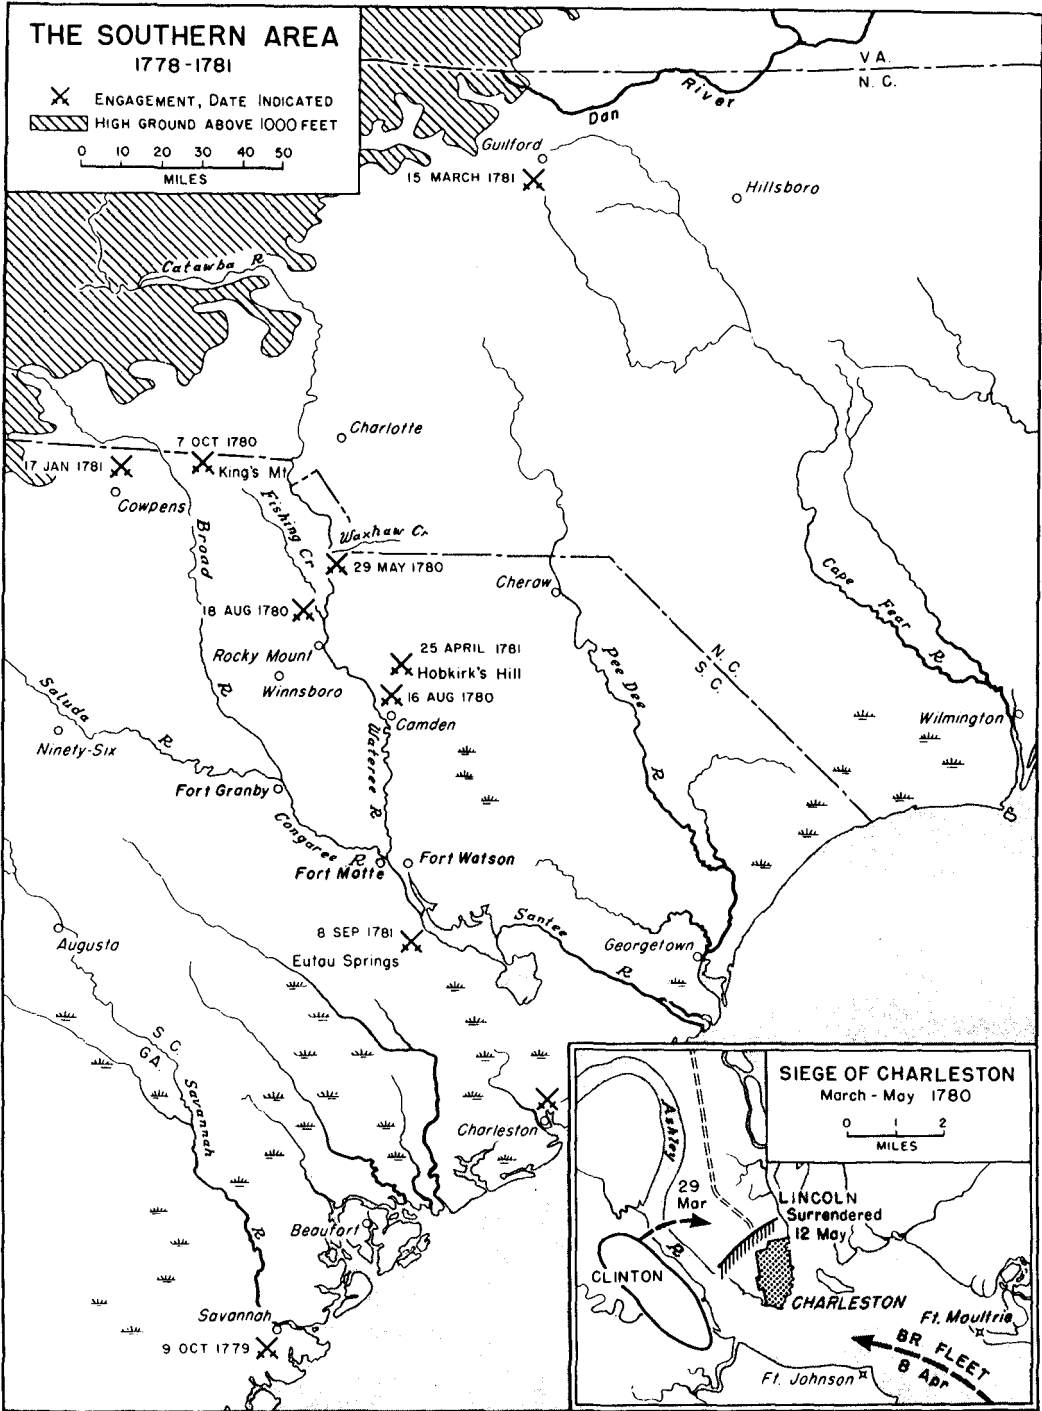 THE SOUTHERN AREA
1778-1781
ENGAGEMENT, DATE INDICATED
HIGH GROUND ABOVE 1000 FEET
0 10 20 30 40 50
MILES
VA.
N.C.
Dan River
Guilford
15 MARCH 1781
Hillsboro
Catawba R
Charlotte
7 OCT 1780
King's Mt
17 JAN 1781
Cowpens
Fishing Cr
Waxhaw Cr
29 MAY 1780
Broad R
18 AUG 1780
Cheraw
Cape Fear R
Rocky Mount
25 APRIL 1781
Hobkirk's Hill
N.C.
S.C.
Winnsboro
16 AUG 1780
Camden
Pee Dee R
Saluda R
Wilmington
Ninety-Six
Wateree R
Fort Granby
Congaree R
Fort Motte
Fort Watson
Augusta
8 SEP 1781
Eutau Springs
Santee R
Georgetown
S.C.
GA.
Savannah R
Charleston
Beaufort
Savannah
9 OCT 1779
SIEGE OF CHARLESTON
March - May 1780
0 1 2
MILES
Ashley R
29
Mar
LINCOLN
Surrendered
12 May
CLINTON
CHARLESTON
Ft. Moultrie
BR FLEET
8 Apr
Ft. Johnson